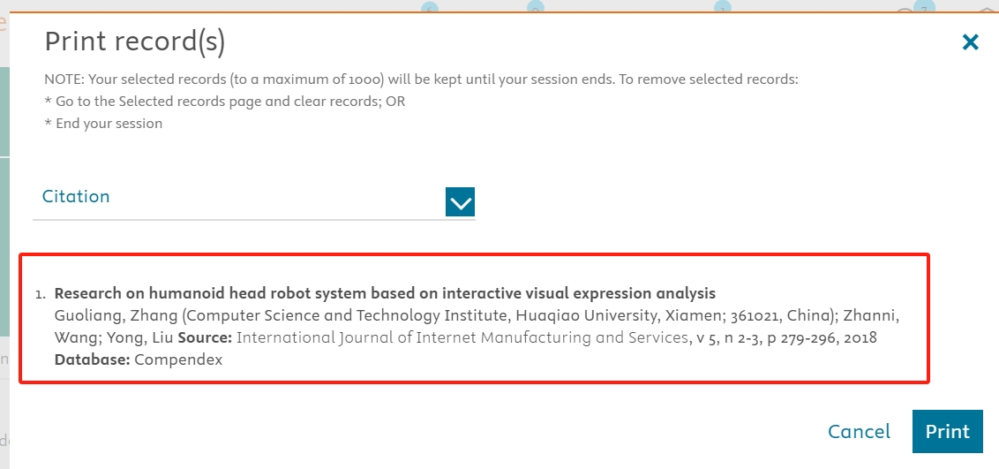 Print record(s)
NOTE: Your selected records (to a maximum of 1000) will be kept until your session ends. To remove selected records:
* Go to the Selected records page and clear records; OR
* End your session
Citation
1. Research on humanoid head robot system based on interactive visual expression analysis
Guoliang, Zhang (Computer Science and Technology Institute, Huaqiao University, Xiamen; 361021, China); Zhanni,
Wang; Yong, Liu Source: International Journal of Internet Manufacturing and Services, v 5, n 2-3, p 279-296, 2018
Database: Compendex
Cancel
Print